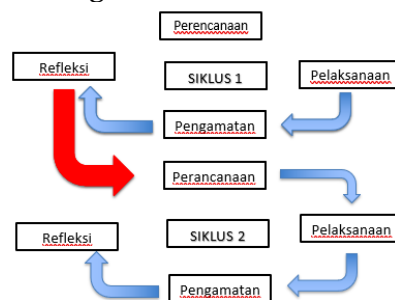 Perencanaan
Refleksi
SIKLUS 1
Pelaksanaan
Pengamatan
Perancanaan
Refleksi
SIKLUS 2
Pelaksanaan
Pengamatan